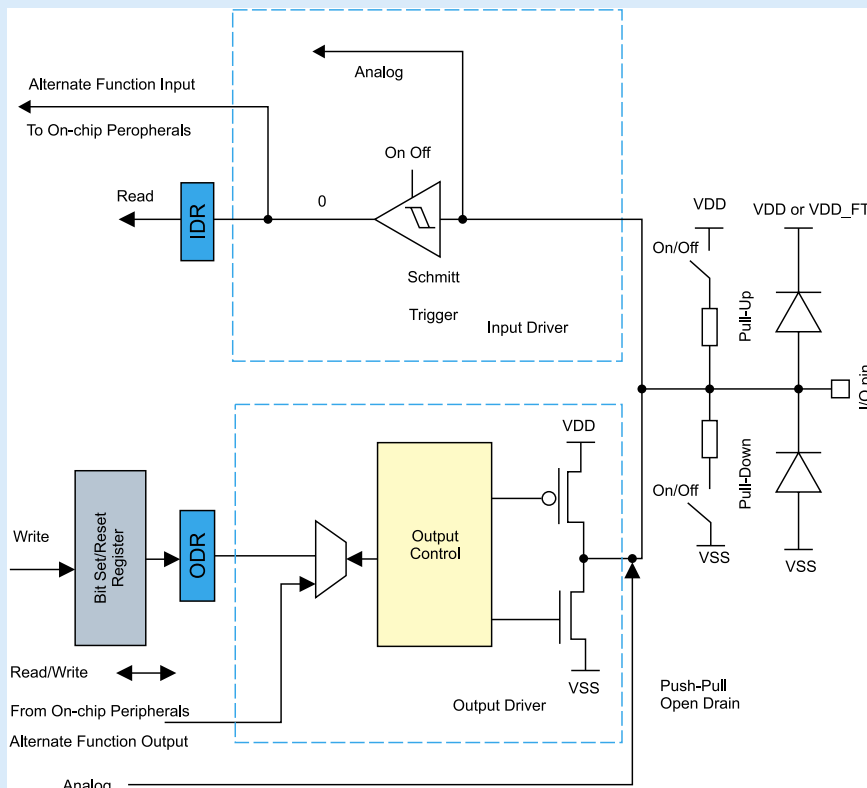 Analog
Alternate Function Input
To On-chip Peropherals
On Off
Read
IDR
0
Schmitt
Trigger
Input Driver
VDD
VDD or VDD_FT
On/Off
Pull-Up
I/O pin
Pull-Down
On/Off
VSS
VSS
VDD
Write
Bit Set/Reset
Register
ODR
Output
Control
VSS
Read/Write
Output Driver
Push-Pull
Open Drain
From On-chip Peripherals
Alternate Function Output
Analog